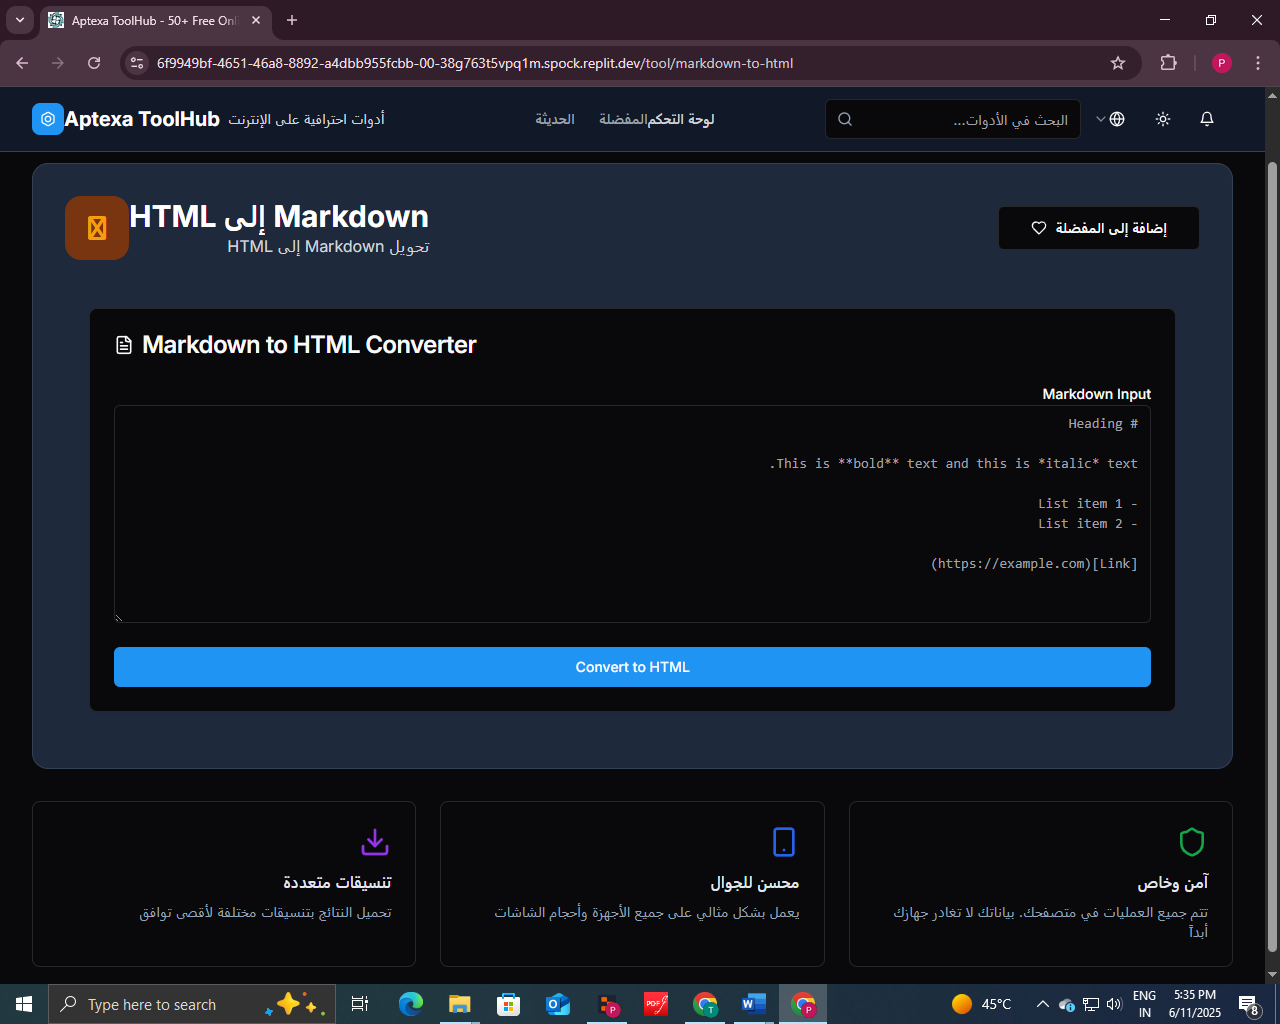 Aptexa ToolHub - 50+ Free Onl
6f9949bf-4651-46a8-8892-a4dbb955fcbb-00-38g763t5vpq1m.spock.replit.dev/tool/markdown-to-html
P
Aptexa ToolHub
أدوات احترافية على الإنترنت
لوحة التحكم
المفضلة
الحديثة
البحث في الأدوات...
Markdown إلى HTML
تحويل Markdown إلى HTML
إضافة إلى المفضلة
Markdown to HTML Converter
Markdown Input
# Heading
This is **bold** text and this is *italic* text.
- List item 1
- List item 2
[Link](https://example.com)
Convert to HTML
آمن وخاص
تتم جميع العمليات في متصفحك. بياناتك لا تغادر جهازك
أبداً
محسن للجوال
يعمل بشكل مثالي على جميع الأجهزة وأحجام الشاشات
تنسيقات متعددة
تحميل النتائج بتنسيقات مختلفة لأقصى توافق
Type here to search
P
PDF
T
W
P
45°C
ENG
IN
5:35 PM
6/11/2025
8